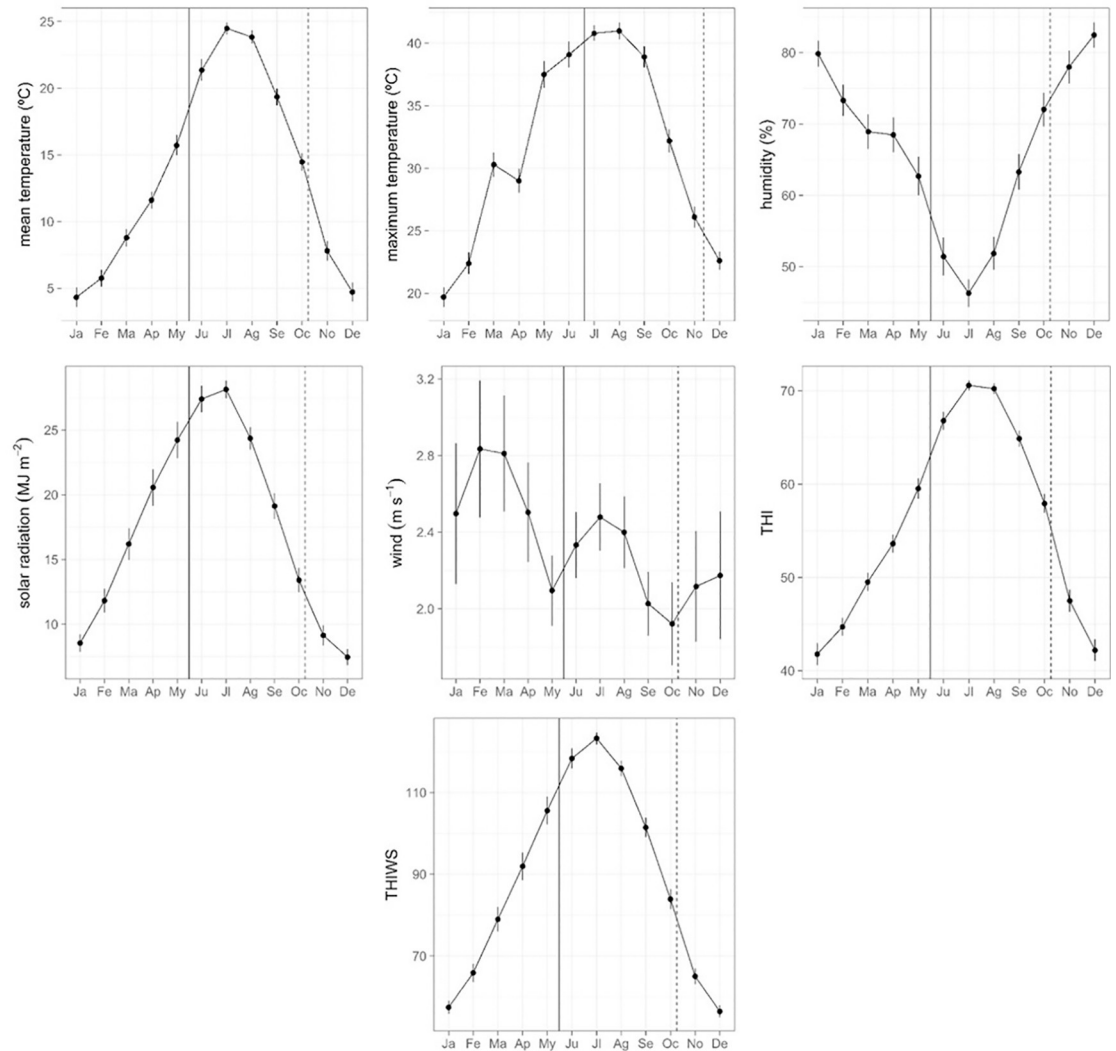 mean temperature (ºC)
25
20
15
10
5
Ja Fe Ma Ap My Ju Jl Ag Se Oc No De
maximum temperature (ºC)
40
35
30
25
20
Ja Fe Ma Ap My Ju Jl Ag Se Oc No De
humidity (%)
80
70
60
50
Ja Fe Ma Ap My Ju Jl Ag Se Oc No De
solar radiation (MJ m⁻²)
25
20
15
10
Ja Fe Ma Ap My Ju Jl Ag Se Oc No De
wind (m s⁻¹)
3.2
2.8
2.4
2.0
Ja Fe Ma Ap My Ju Jl Ag Se Oc No De
THI
70
60
50
40
Ja Fe Ma Ap My Ju Jl Ag Se Oc No De
THIWS
110
90
70
Ja Fe Ma Ap My Ju Jl Ag Se Oc No De